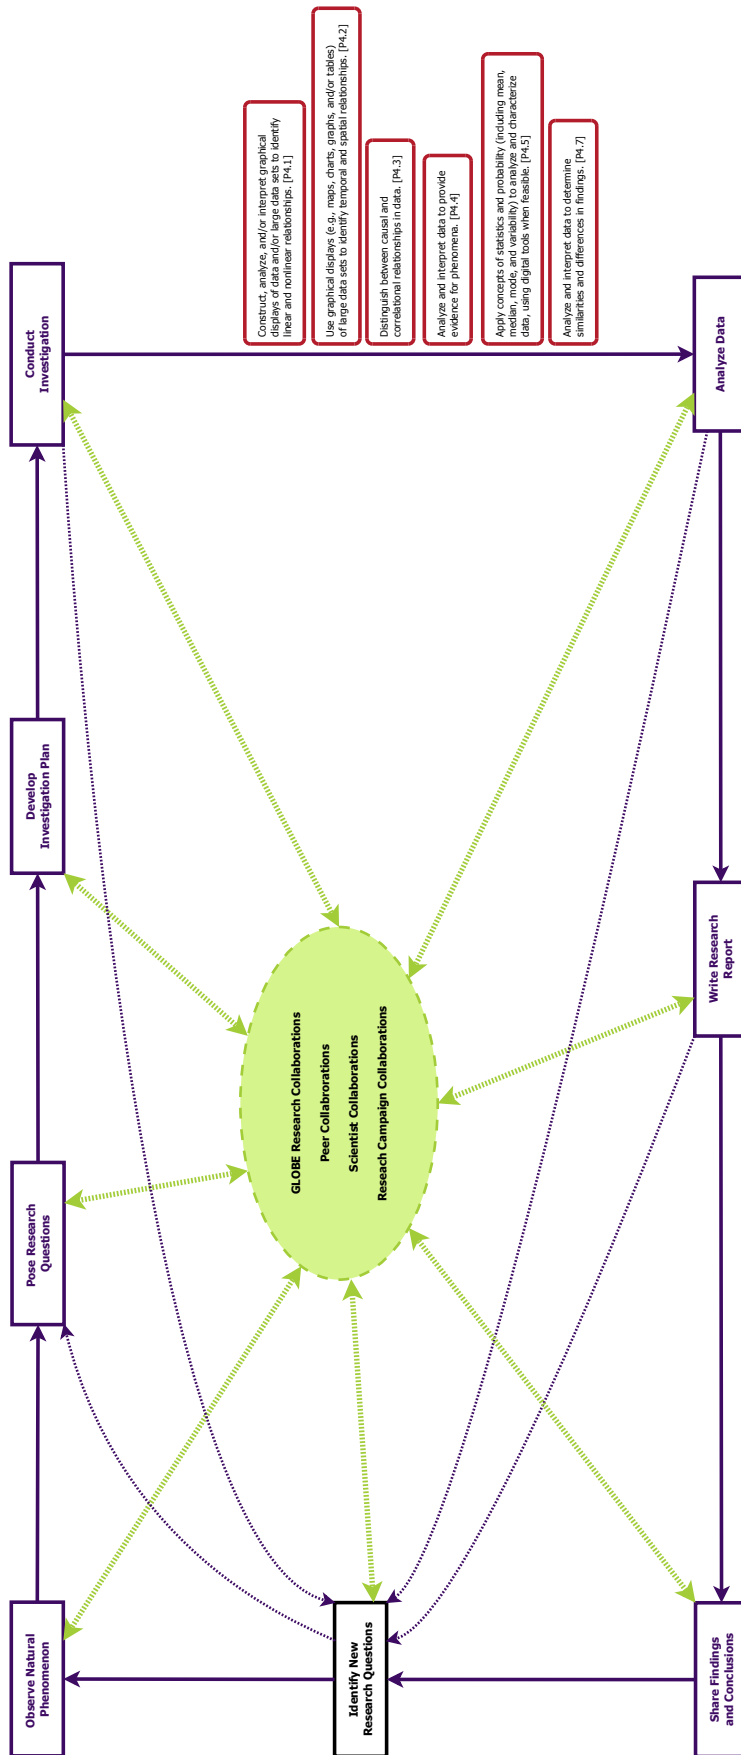 Observe Natural
Phenomenon
Pose Research
Questions
Develop
Investigation Plan
Conduct
Investigation
Construct, analyze, and/or interpret graphical
displays of data and/or large data sets to identify
linear and nonlinear relationships. [P4.1]
Use graphical displays (e.g., maps, charts, graphs, and/or tables)
of large data sets to identify temporal and spatial relationships. [P4.2]
Distinguish between causal and
correlational relationships in data. [P4.3]
Analyze and interpret data to provide
evidence for phenomena. [P4.4]
Apply concepts of statistics and probability (including mean,
median, mode, and variability) to analyze and characterize
data, using digital tools when feasible. [P4.5]
Analyze and interpret data to determine
similarities and differences in findings. [P4.7]
GLOBE Research Collaborations
Peer Collabrorations
Scientist Collaborations
Reseach Campaign Collaborations
Identify New
Research Questions
Share Findings
and Conclusions
Write Research
Report
Analyze Data